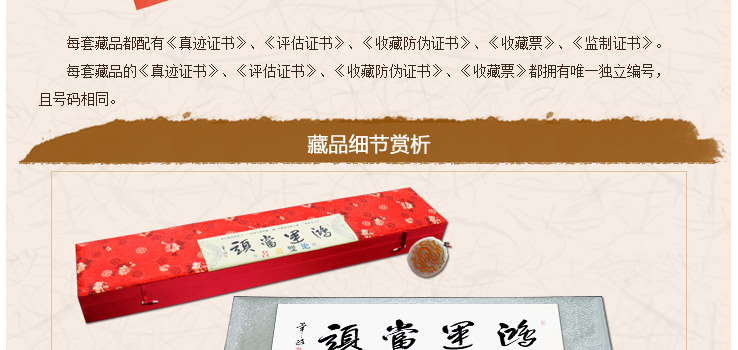 每套藏品都配有《真迹证书》、《评估证书》、《收藏防伪证书》、《收藏票》、《监制证书》。
每套藏品的《真迹证书》、《评估证书》、《收藏防伪证书》、《收藏票》都拥有唯一独立编号，
且号码相同。
藏品细节赏析
鴻運當頭
鴻運當頭